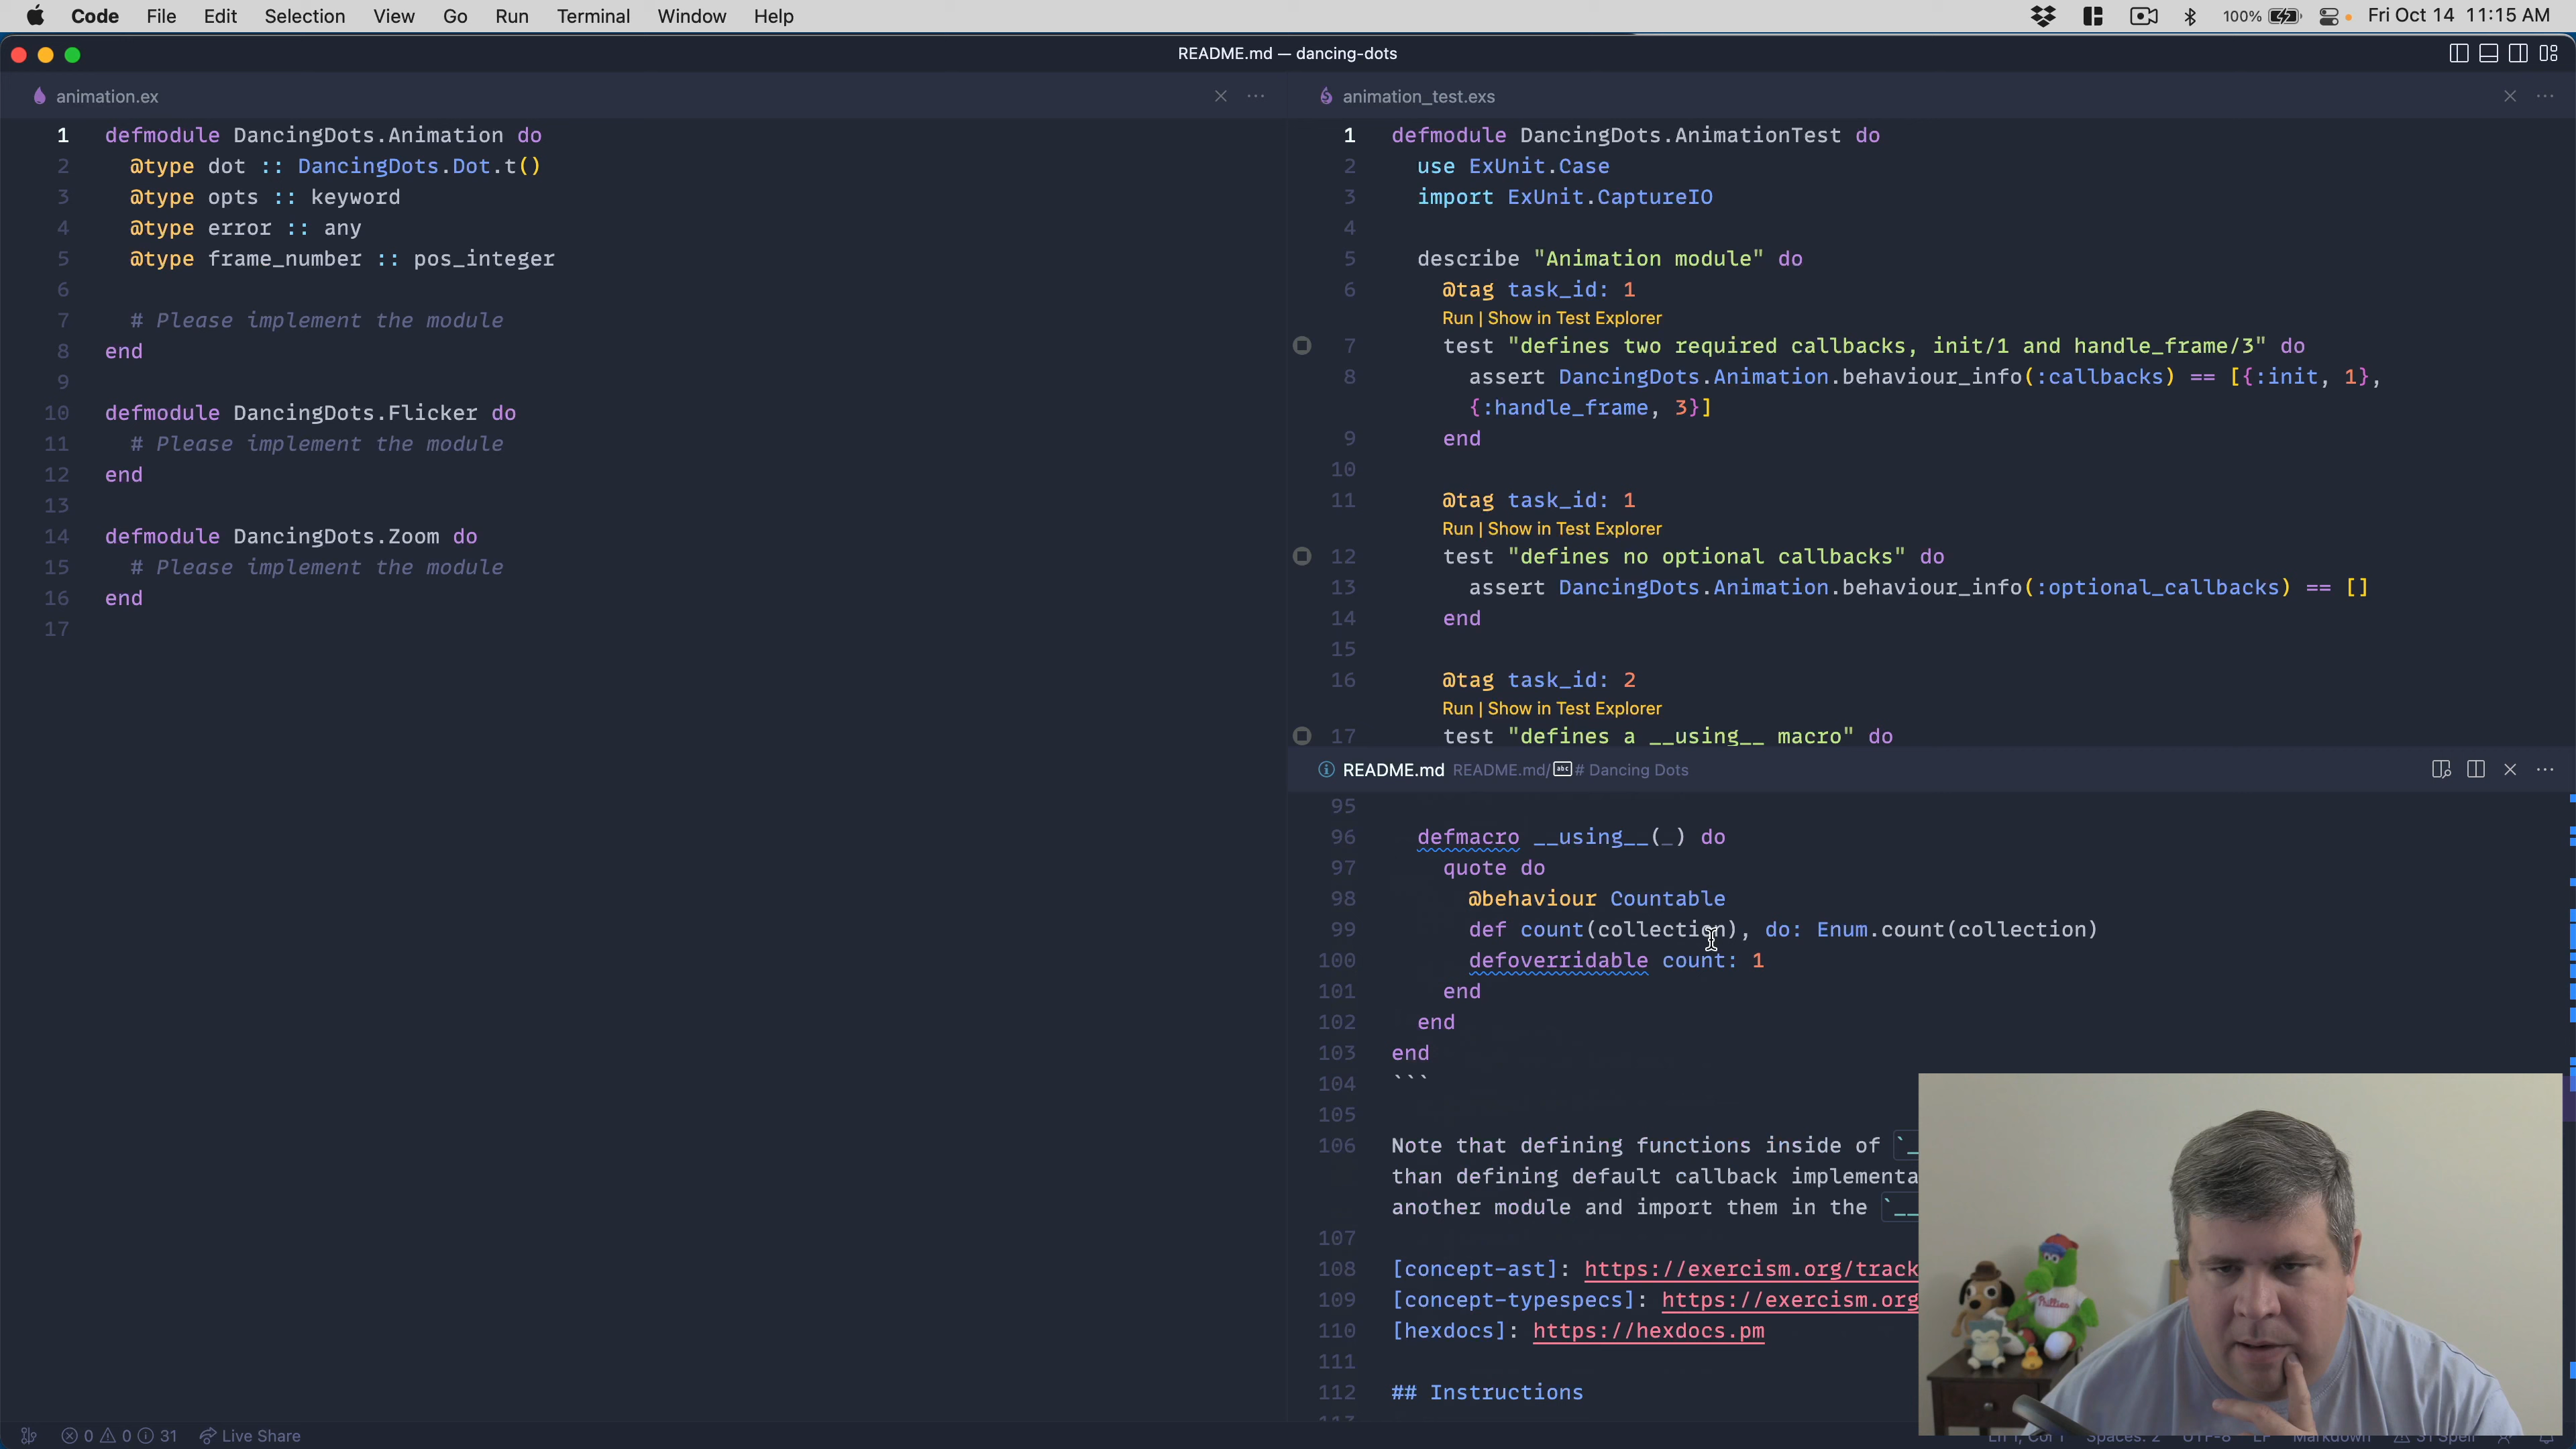 Code File Edit Selection View Go Run Terminal Window Help 100% Fri Oct 14 11:15 AM
README.md — dancing-dots
animation.ex
1 defmodule DancingDots.Animation do
2 @type dot :: DancingDots.Dot.t()
3 @type opts :: keyword
4 @type error :: any
5 @type frame_number :: pos_integer
6
7 # Please implement the module
8 end
9
10 defmodule DancingDots.Flicker do
11 # Please implement the module
12 end
13
14 defmodule DancingDots.Zoom do
15 # Please implement the module
16 end
17
animation_test.exs
1 defmodule DancingDots.AnimationTest do
2 use ExUnit.Case
3 import ExUnit.CaptureIO
4
5 describe "Animation module" do
6 @tag task_id: 1
Run | Show in Test Explorer
7 test "defines two required callbacks, init/1 and handle_frame/3" do
8 assert DancingDots.Animation.behaviour_info(:callbacks) == [{:init, 1},
{:handle_frame, 3}]
9 end
10
11 @tag task_id: 1
Run | Show in Test Explorer
12 test "defines no optional callbacks" do
13 assert DancingDots.Animation.behaviour_info(:optional_callbacks) == []
14 end
15
16 @tag task_id: 2
Run | Show in Test Explorer
17 test "defines a __using__ macro" do
README.md README.md/ abc # Dancing Dots
95
96 defmacro __using__(_) do
97 quote do
98 @behaviour Countable
99 def count(collection), do: Enum.count(collection)
100 defoverridable count: 1
101 end
102 end
103 end
104 ```
105
106 Note that defining functions inside of `_
than defining default callback implementa
another module and import them in the `__
107
108 [concept-ast]: https://exercism.org/track
109 [concept-typespecs]: https://exercism.org
110 [hexdocs]: https://hexdocs.pm
111
112 ## Instructions
Phillies
0 0 31 Live Share